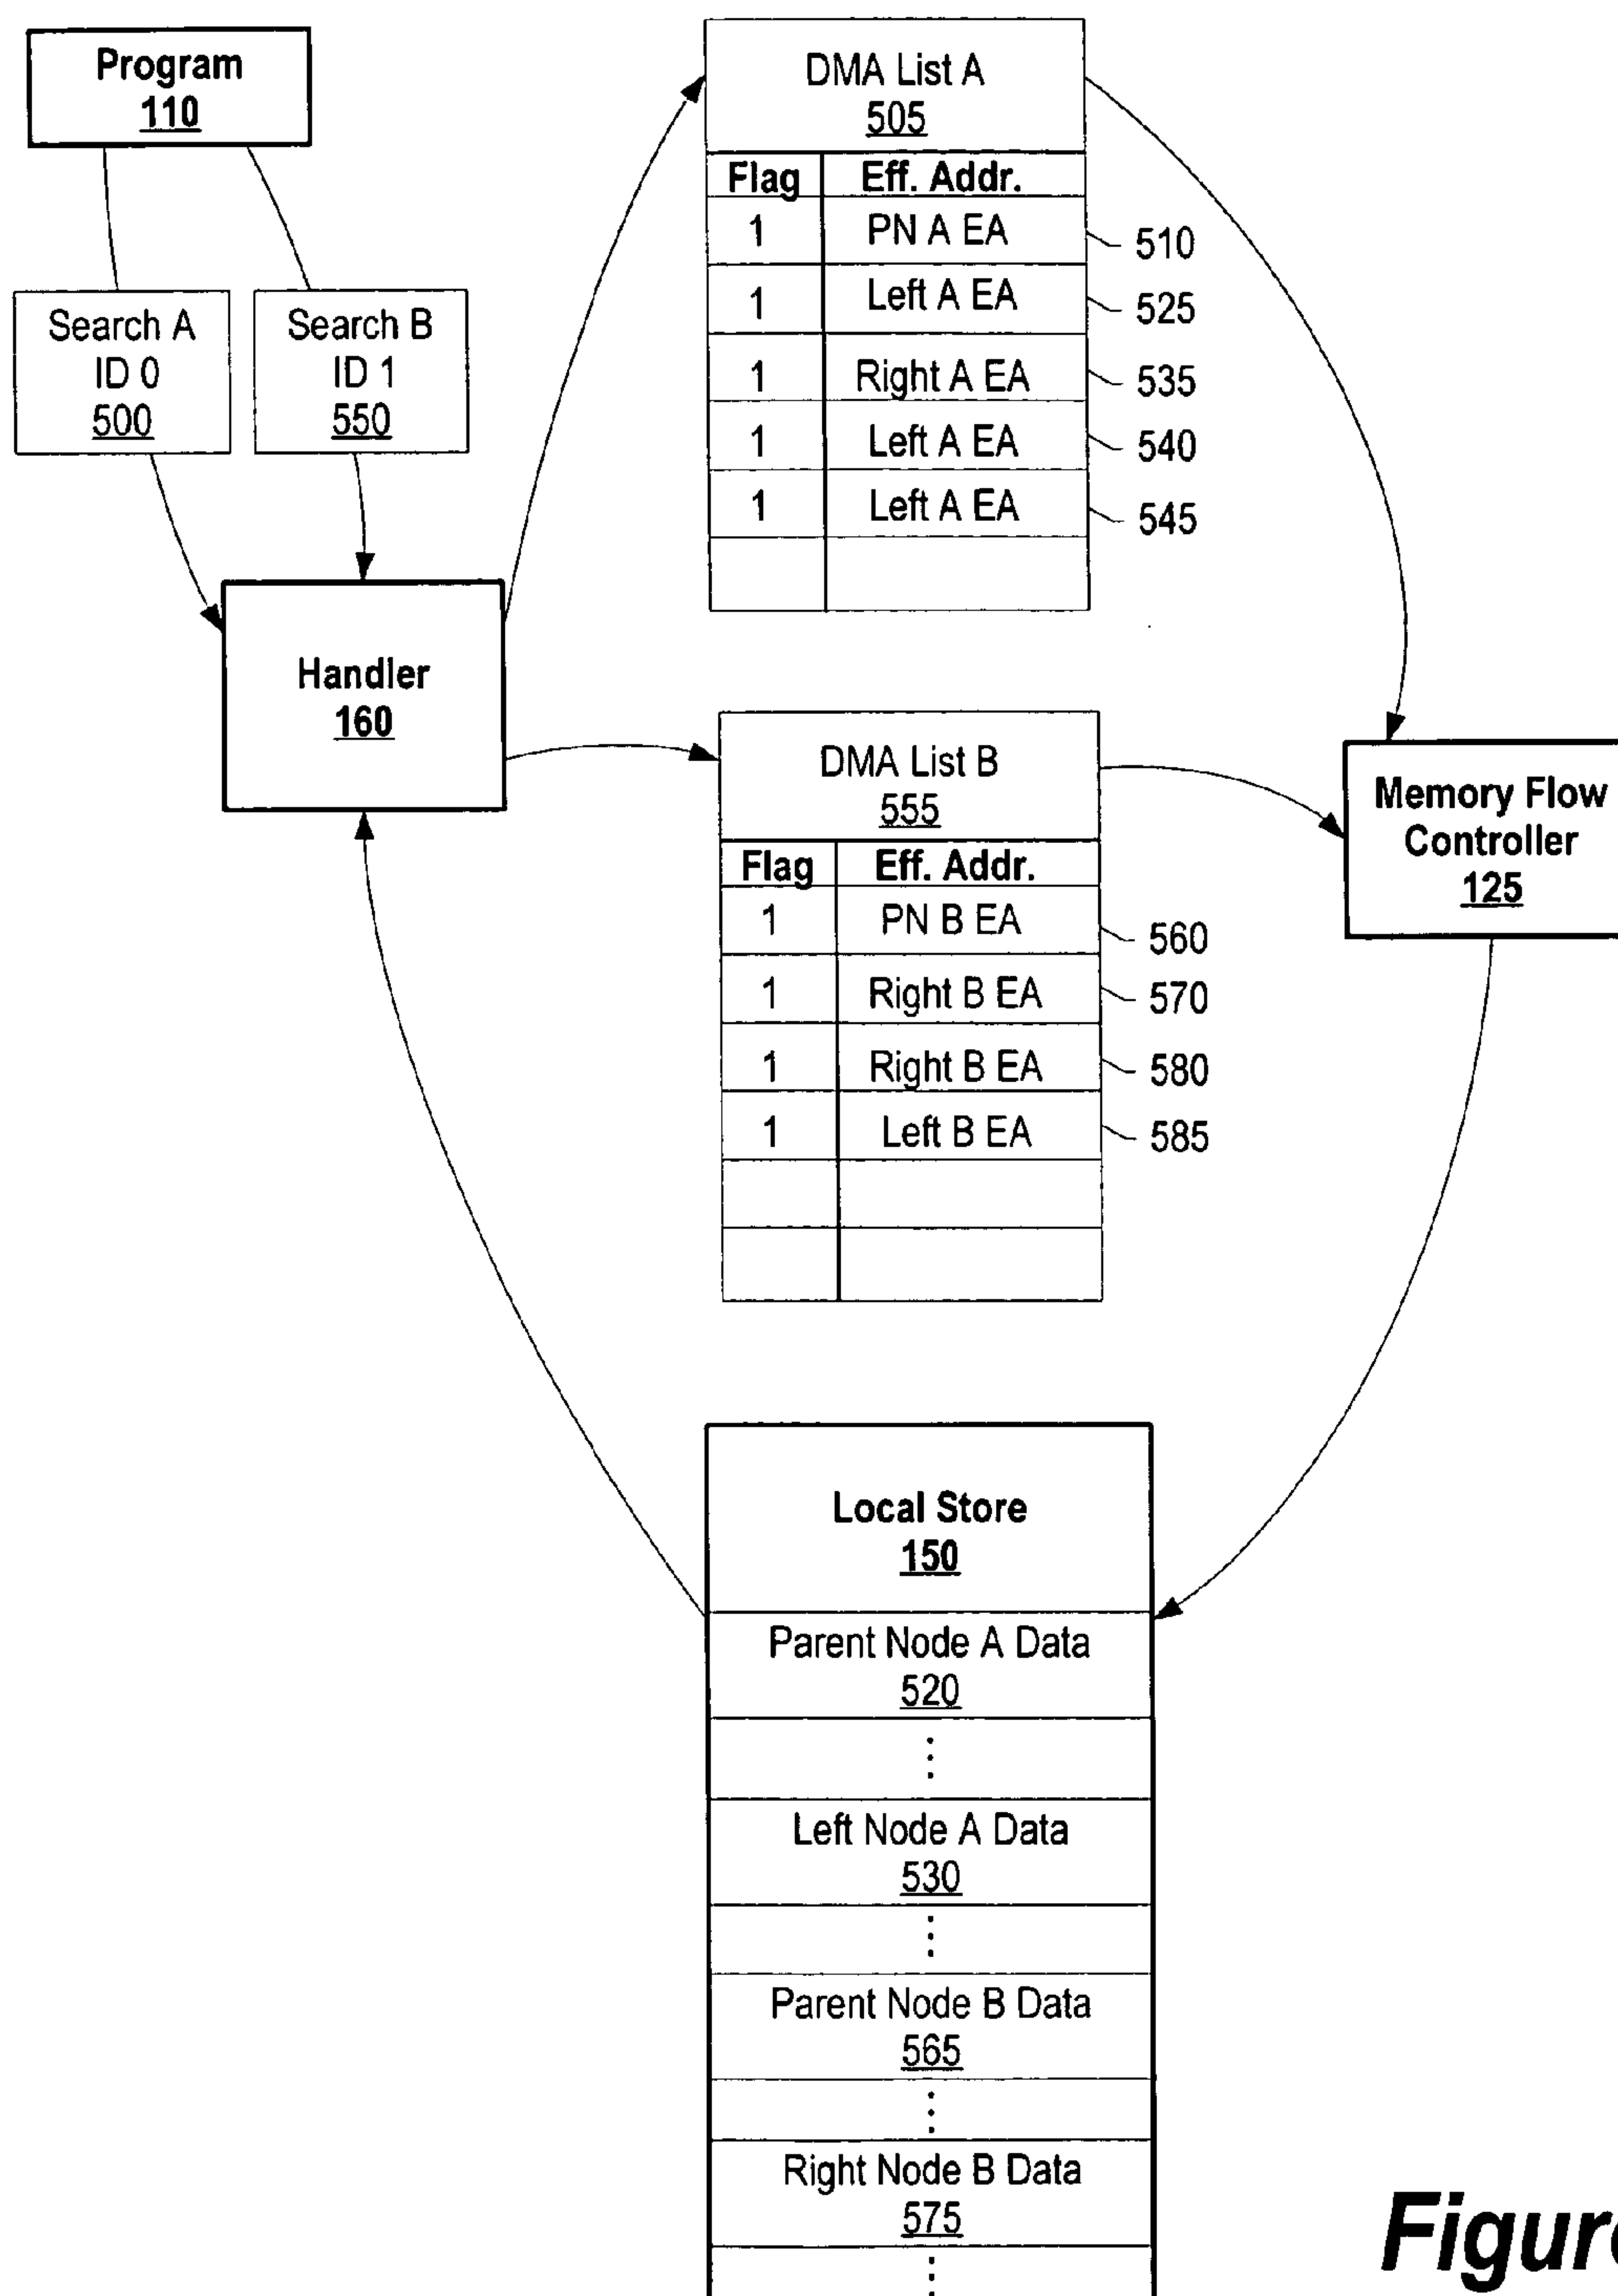 Program
110
Search A
ID 0
500
Search B
ID 1
550
Handler
160
DMA List A
505
Flag Eff. Addr.
1 PN A EA 510
1 Left A EA 525
1 Right A EA 535
1 Left A EA 540
1 Left A EA 545
DMA List B
555
Flag Eff. Addr.
1 PN B EA 560
1 Right B EA 570
1 Right B EA 580
1 Left B EA 585
Memory Flow
Controller
125
Local Store
150
Parent Node A Data
520
Left Node A Data
530
Parent Node B Data
565
Right Node B Data
575